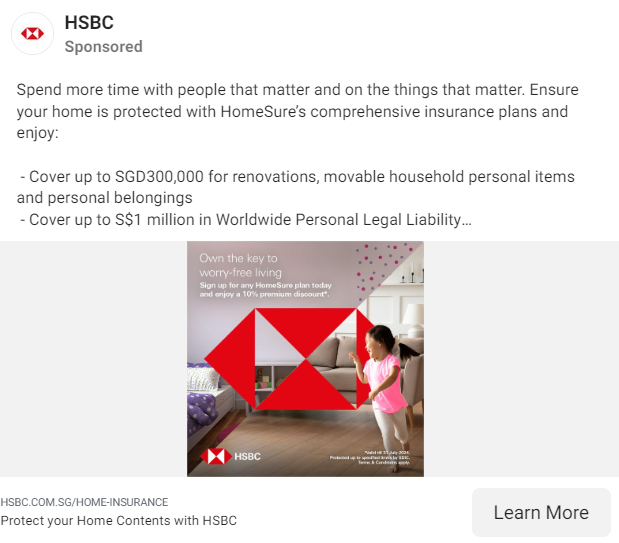 HSBC
Sponsored
Spend more time with people that matter and on the things that matter. Ensure
your home is protected with HomeSure’s comprehensive insurance plans and
enjoy:
- Cover up to SGD300,000 for renovations, movable household personal items
and personal belongings
- Cover up to S$1 million in Worldwide Personal Legal Liability...
Own the key to
worry-free living
Sign up for any HomeSure plan today
and enjoy a 10% premium discount*.
HSBC
*Valid till 31 July 2024
Protected up to specified limits by SDIC.
Terms & Conditions apply.
HSBC.COM.SG/HOME-INSURANCE
Protect your Home Contents with HSBC
Learn More